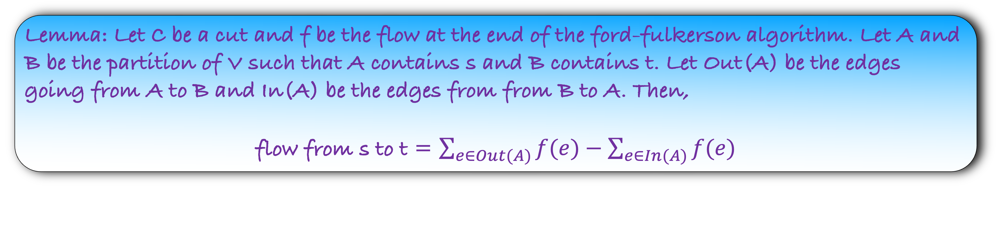 Lemma: Let C be a cut and f be the flow at the end of the ford-fulkerson algorithm. Let A and
B be the partition of V such that A contains s and B contains t. Let Out(A) be the edges
going from A to B and In(A) be the edges from from B to A. Then,
flow from s to t = ∑_{e∈Out(A)} f(e) − ∑_{e∈In(A)} f(e)